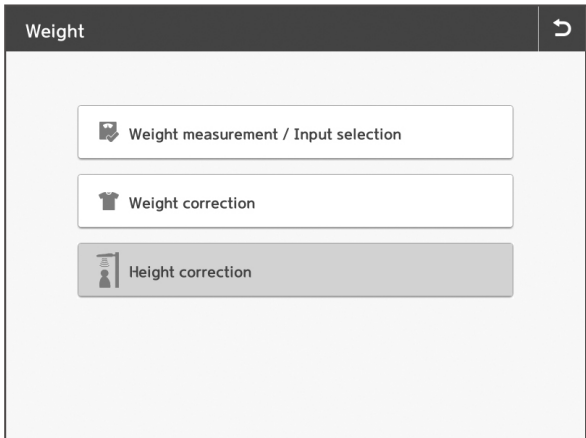 Weight
Weight measurement / Input selection
Weight correction
Height correction